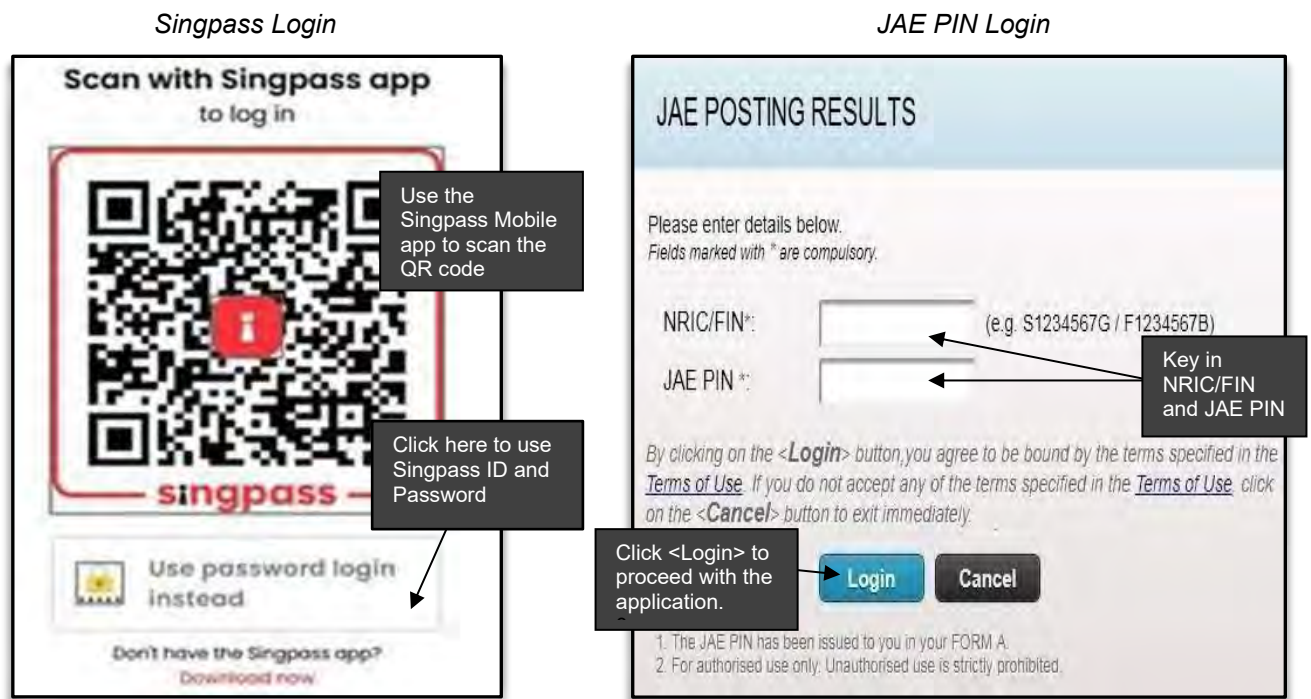 Singpass Login
Scan with Singpass app
to log in
Use the
Singpass Mobile
app to scan the
QR code
Click here to use
Singpass ID and
Password
singpass
Use password login
instead
Don't have the Singpass app?
Download now
JAE PIN Login
JAE POSTING RESULTS
Please enter details below.
Fields marked with * are compulsory.
NRIC/FIN*:
(e.g. S1234567G / F1234567B)
JAE PIN *:
Key in
NRIC/FIN
and JAE PIN
By clicking on the <Login> button,you agree to be bound by the terms specified in the
Terms of Use. If you do not accept any of the terms specified in the Terms of Use, click
on the <Cancel> button to exit immediately.
Click <Login> to
proceed with the
application.
Login
Cancel
1. The JAE PIN has been issued to you in your FORM A.
2. For authorised use only. Unauthorised use is strictly prohibited.